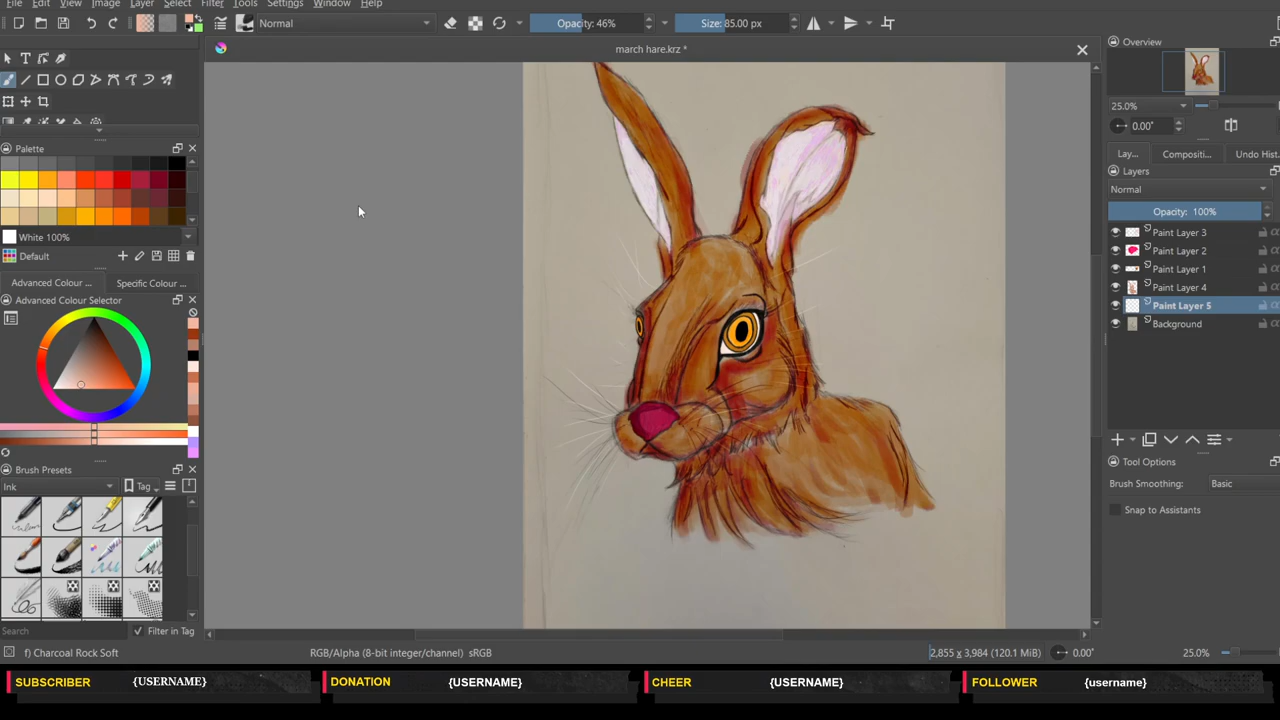 File Edit View Image Layer Select Filter Tools Settings Window Help
Normal
Opacity: 46%
Size: 85.00 px
march hare.krz *
Overview
25.0%
0.00°
Lay...
Compositi...
Undo Hist.
Layers
Normal
Opacity: 100%
Paint Layer 3
Paint Layer 2
Paint Layer 1
Paint Layer 4
Paint Layer 5
Background
Tool Options
Brush Smoothing:
Basic
Snap to Assistants
Palette
White 100%
Default
Advanced Colour ...
Specific Colour ...
Advanced Colour Selector
Brush Presets
Ink
Tag
Search
Filter in Tag
f) Charcoal Rock Soft
RGB/Alpha (8-bit integer/channel) sRGB
2,855 x 3,984 (120.1 MiB)
0.00°
25.0%
SUBSCRIBER {USERNAME}
DONATION {USERNAME}
CHEER {USERNAME}
FOLLOWER {username}